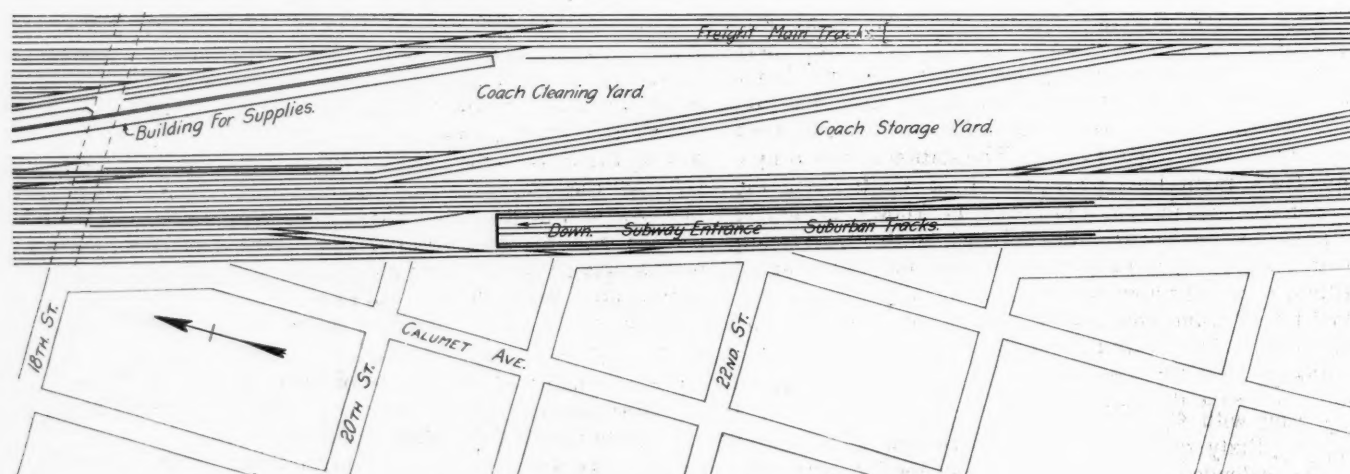 Freight Main Tracks
Coach Cleaning Yard.
Building For Supplies.
Coach Storage Yard.
Down. Subway Entrance Suburban Tracks.
18TH ST.
20TH ST.
CALUMET AVE.
22ND. ST.